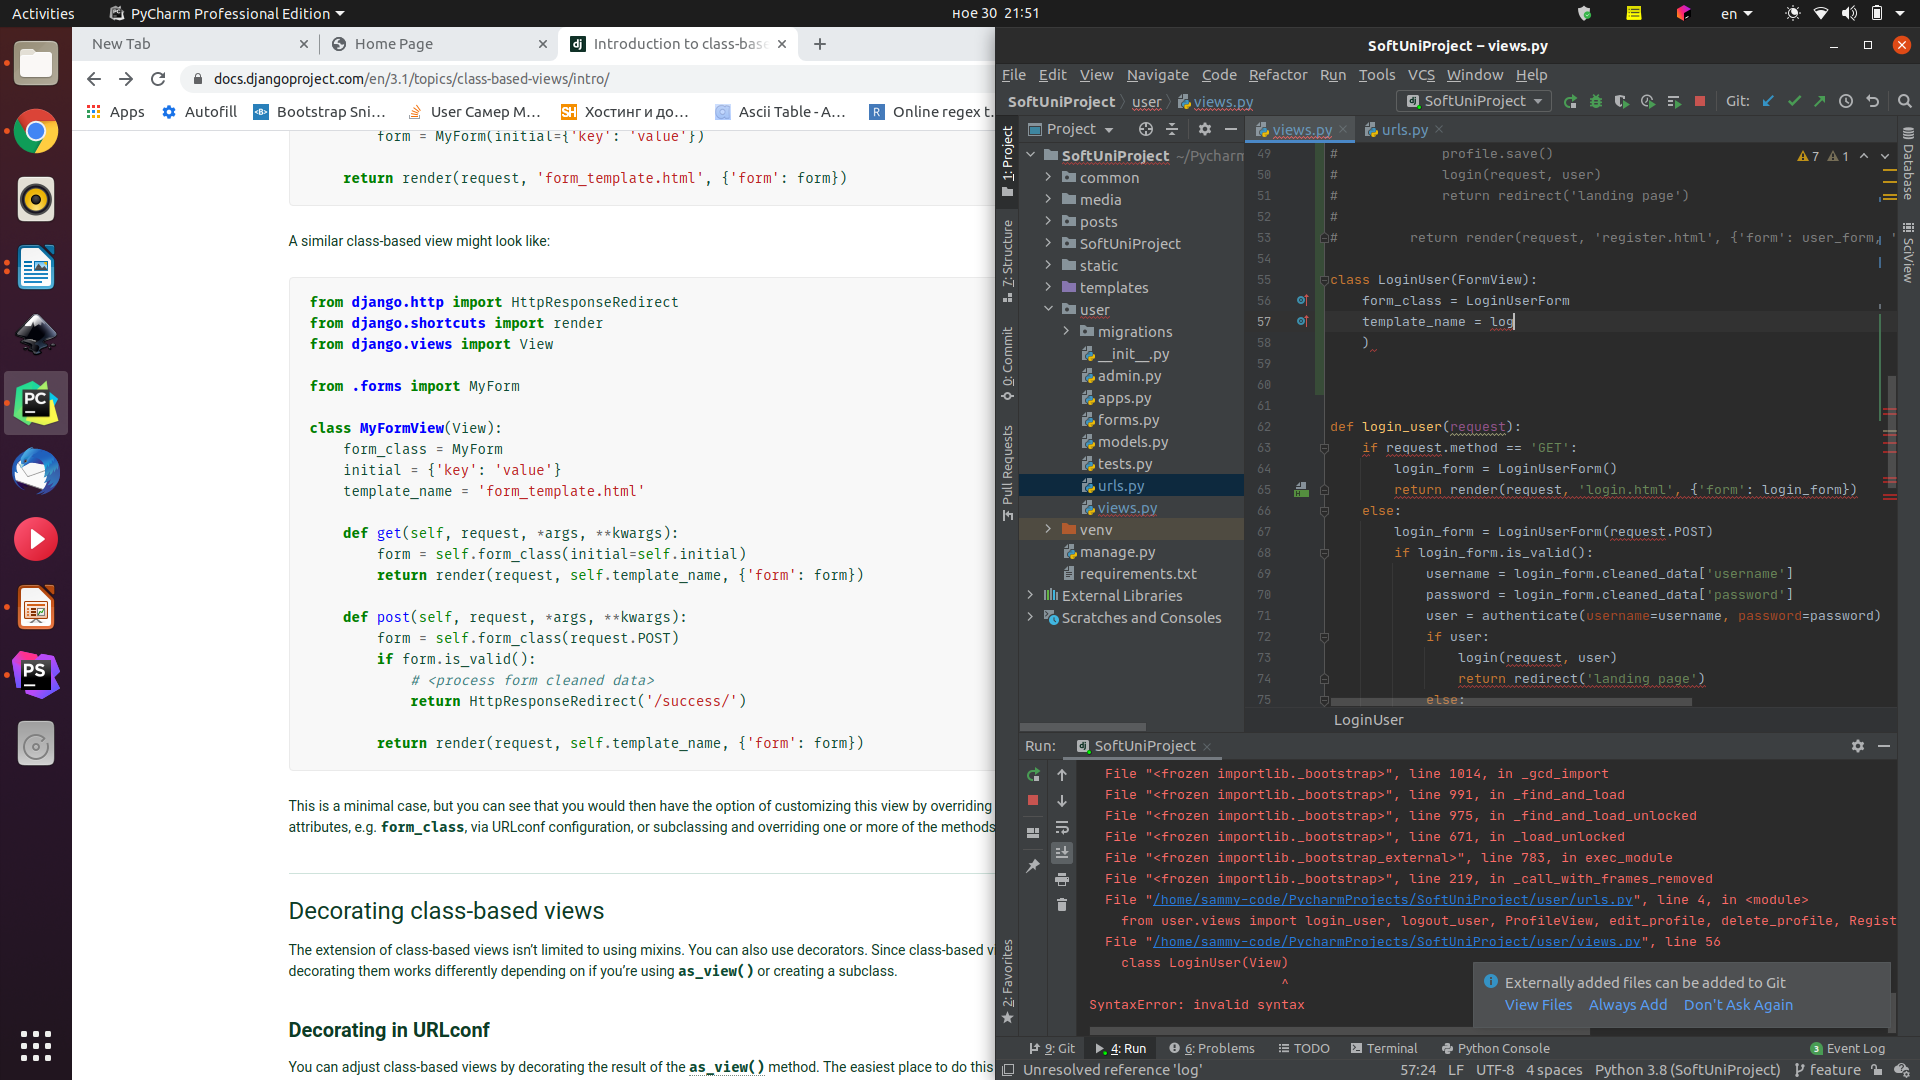 Activities
PyCharm Professional Edition
ное 30 21:51
en
New Tab
Home Page
Introduction to class-base
docs.djangoproject.com/en/3.1/topics/class-based-views/intro/
Apps
Autofill
Bootstrap Sni...
User Самер М...
Хостинг и до...
Ascii Table - A...
Online regex t...
form = MyForm(initial={'key': 'value'})
return render(request, 'form_template.html', {'form': form})
A similar class-based view might look like:
from django.http import HttpResponseRedirect
from django.shortcuts import render
from django.views import View
from .forms import MyForm
class MyFormView(View):
form_class = MyForm
initial = {'key': 'value'}
template_name = 'form_template.html'
def get(self, request, *args, **kwargs):
form = self.form_class(initial=self.initial)
return render(request, self.template_name, {'form': form})
def post(self, request, *args, **kwargs):
form = self.form_class(request.POST)
if form.is_valid():
# <process form cleaned data>
return HttpResponseRedirect('/success/')
return render(request, self.template_name, {'form': form})
This is a minimal case, but you can see that you would then have the option of customizing this view by overriding
attributes, e.g. form_class, via URLconf configuration, or subclassing and overriding one or more of the methods
Decorating class-based views
The extension of class-based views isn't limited to using mixins. You can also use decorators. Since class-based v
decorating them works differently depending on if you're using as_view() or creating a subclass.
Decorating in URLconf
You can adjust class-based views by decorating the result of the as_view() method. The easiest place to do this
SoftUniProject – views.py
File Edit View Navigate Code Refactor Run Tools VCS Window Help
SoftUniProject user views.py
SoftUniProject
Git:
1: Project
7: Structure
0: Commit
Pull Requests
2: Favorites
Project
SoftUniProject ~/Pycharm
common
media
posts
SoftUniProject
static
templates
user
migrations
__init__.py
admin.py
apps.py
forms.py
models.py
tests.py
urls.py
views.py
venv
manage.py
requirements.txt
External Libraries
Scratches and Consoles
views.py
urls.py
7 1
49 # profile.save()
50 # login(request, user)
51 # return redirect('landing page')
52 #
53 # return render(request, 'register.html', {'form': user_form, '
54
55 class LoginUser(FormView):
56 form_class = LoginUserForm
57 template_name = log
58 )
59
60
61
62 def login_user(request):
63 if request.method == 'GET':
64 login_form = LoginUserForm()
65 return render(request, 'login.html', {'form': login_form})
66 else:
67 login_form = LoginUserForm(request.POST)
68 if login_form.is_valid():
69 username = login_form.cleaned_data['username']
70 password = login_form.cleaned_data['password']
71 user = authenticate(username=username, password=password)
72 if user:
73 login(request, user)
74 return redirect('landing page')
75 else:
LoginUser
Database
SciView
Run: SoftUniProject
File "<frozen importlib._bootstrap>", line 1014, in _gcd_import
File "<frozen importlib._bootstrap>", line 991, in _find_and_load
File "<frozen importlib._bootstrap>", line 975, in _find_and_load_unlocked
File "<frozen importlib._bootstrap>", line 671, in _load_unlocked
File "<frozen importlib._bootstrap_external>", line 783, in exec_module
File "<frozen importlib._bootstrap>", line 219, in _call_with_frames_removed
File "/home/sammy-code/PycharmProjects/SoftUniProject/user/urls.py", line 4, in <module>
from user.views import login_user, logout_user, ProfileView, edit_profile, delete_profile, Regist
File "/home/sammy-code/PycharmProjects/SoftUniProject/user/views.py", line 56
class LoginUser(View)
^
SyntaxError: invalid syntax
Externally added files can be added to Git
View Files Always Add Don't Ask Again
9: Git
4: Run
6: Problems
TODO
Terminal
Python Console
3 Event Log
Unresolved reference 'log'
57:24 LF UTF-8 4 spaces Python 3.8 (SoftUniProject) feature